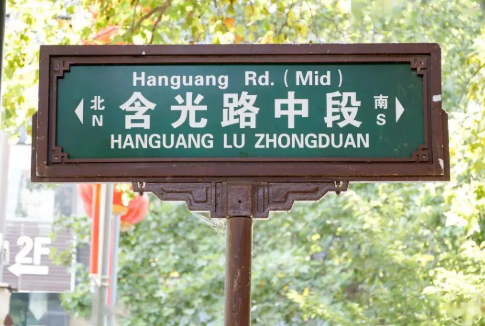 Hanguang Rd. ( Mid )
北 含光路中段 南
N S
HANGUANG LU ZHONGDUAN
2F